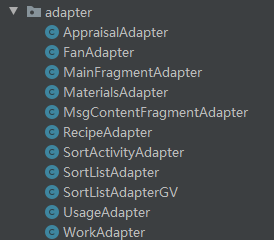 adapter
AppraisalAdapter
FanAdapter
MainFragmentAdapter
MaterialsAdapter
MsgContentFragmentAdapter
RecipeAdapter
SortActivityAdapter
SortListAdapter
SortListAdapterGV
UsageAdapter
WorkAdapter